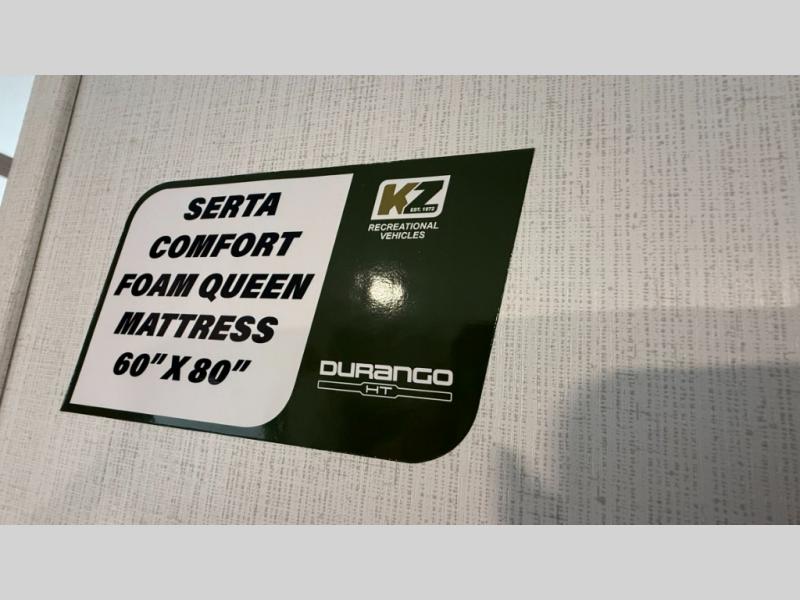 SERTA
COMFORT
FOAM QUEEN
MATTRESS
60" X 80"
KZ
EST. 1972
RECREATIONAL
VEHICLES
DURANGO
HT